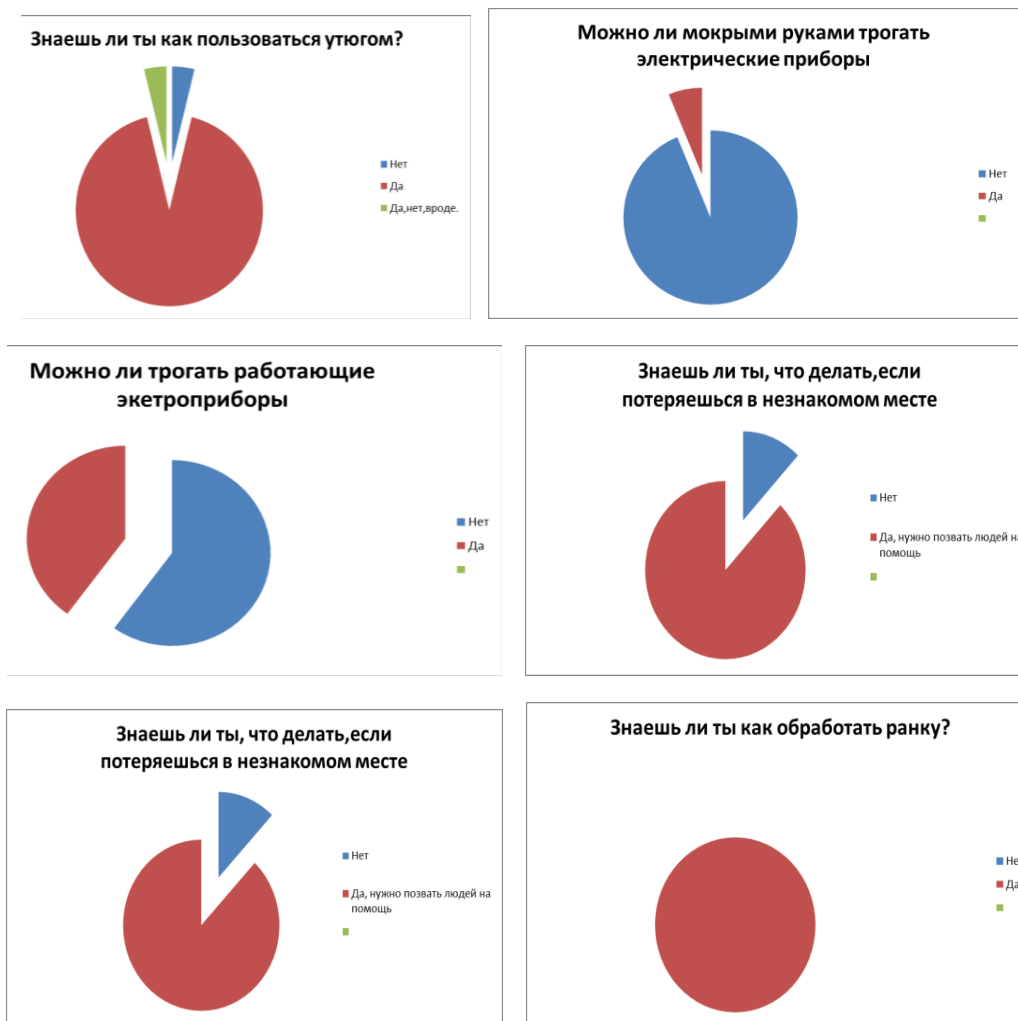 Знаешь ли ты как пользоваться утюгом?
Нет
Да
Да,нет,вроде.
Можно ли мокрыми руками трогать
электрические приборы
Нет
Да
Можно ли трогать работающие
экетроприборы
Нет
Да
Знаешь ли ты, что делать,если
потеряешься в незнакомом месте
Нет
Да, нужно позвать людей на
помощь
Знаешь ли ты, что делать,если
потеряешься в незнакомом месте
Нет
Да, нужно позвать людей на
помощь
Знаешь ли ты как обработать ранку?
Не
Да